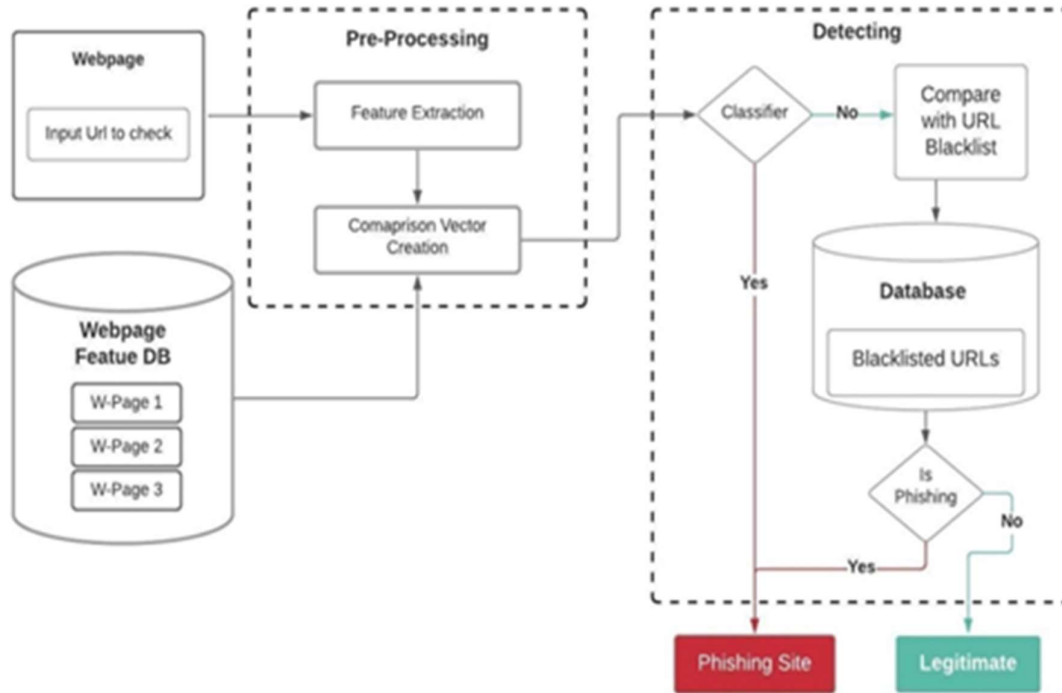 Webpage
Input Url to check
Pre-Processing
Feature Extraction
Comaprison Vector
Creation
Webpage
Featue DB
W-Page 1
W-Page 2
W-Page 3
Detecting
Classifier
No
Compare
with URL
Blacklist
Yes
Database
Blacklisted URLs
Is
Phishing
No
Yes
Phishing Site
Legitimate